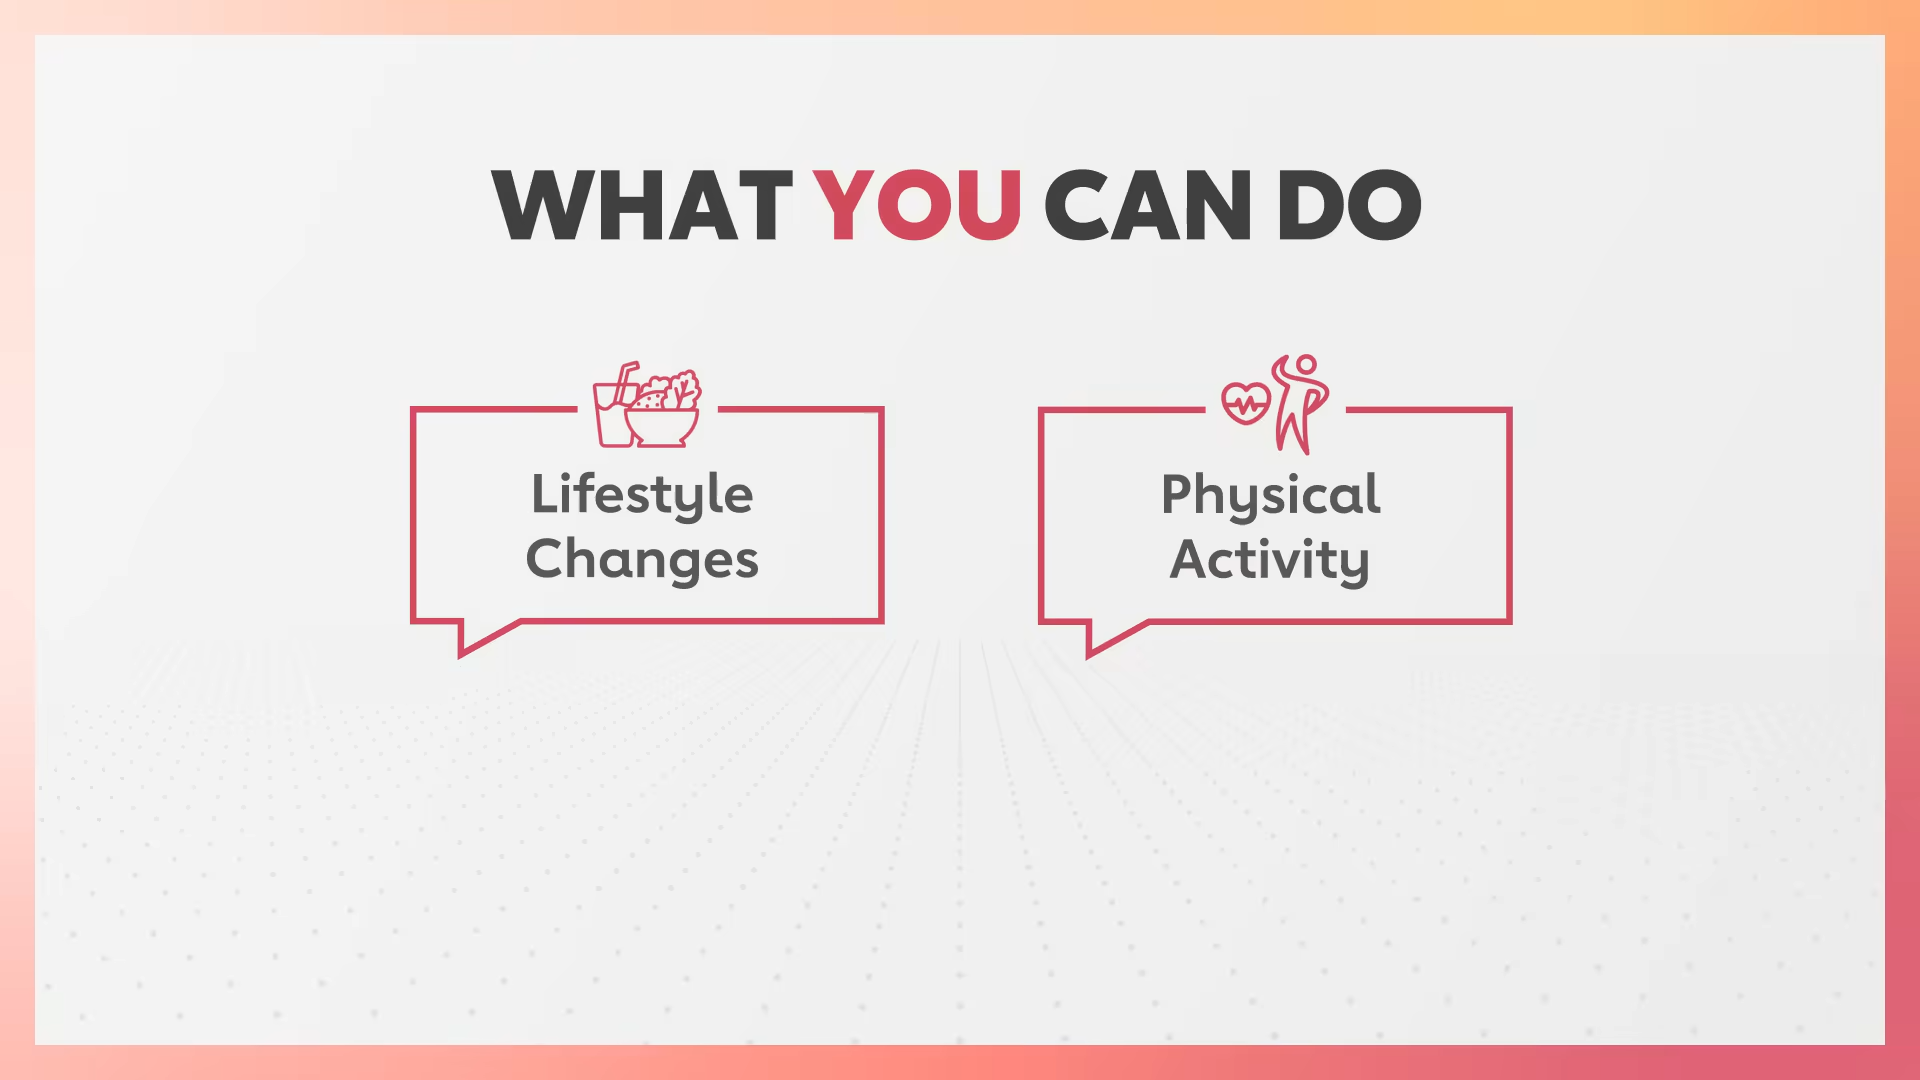 WHAT YOU CAN DO
Lifestyle
Changes
Physical
Activity